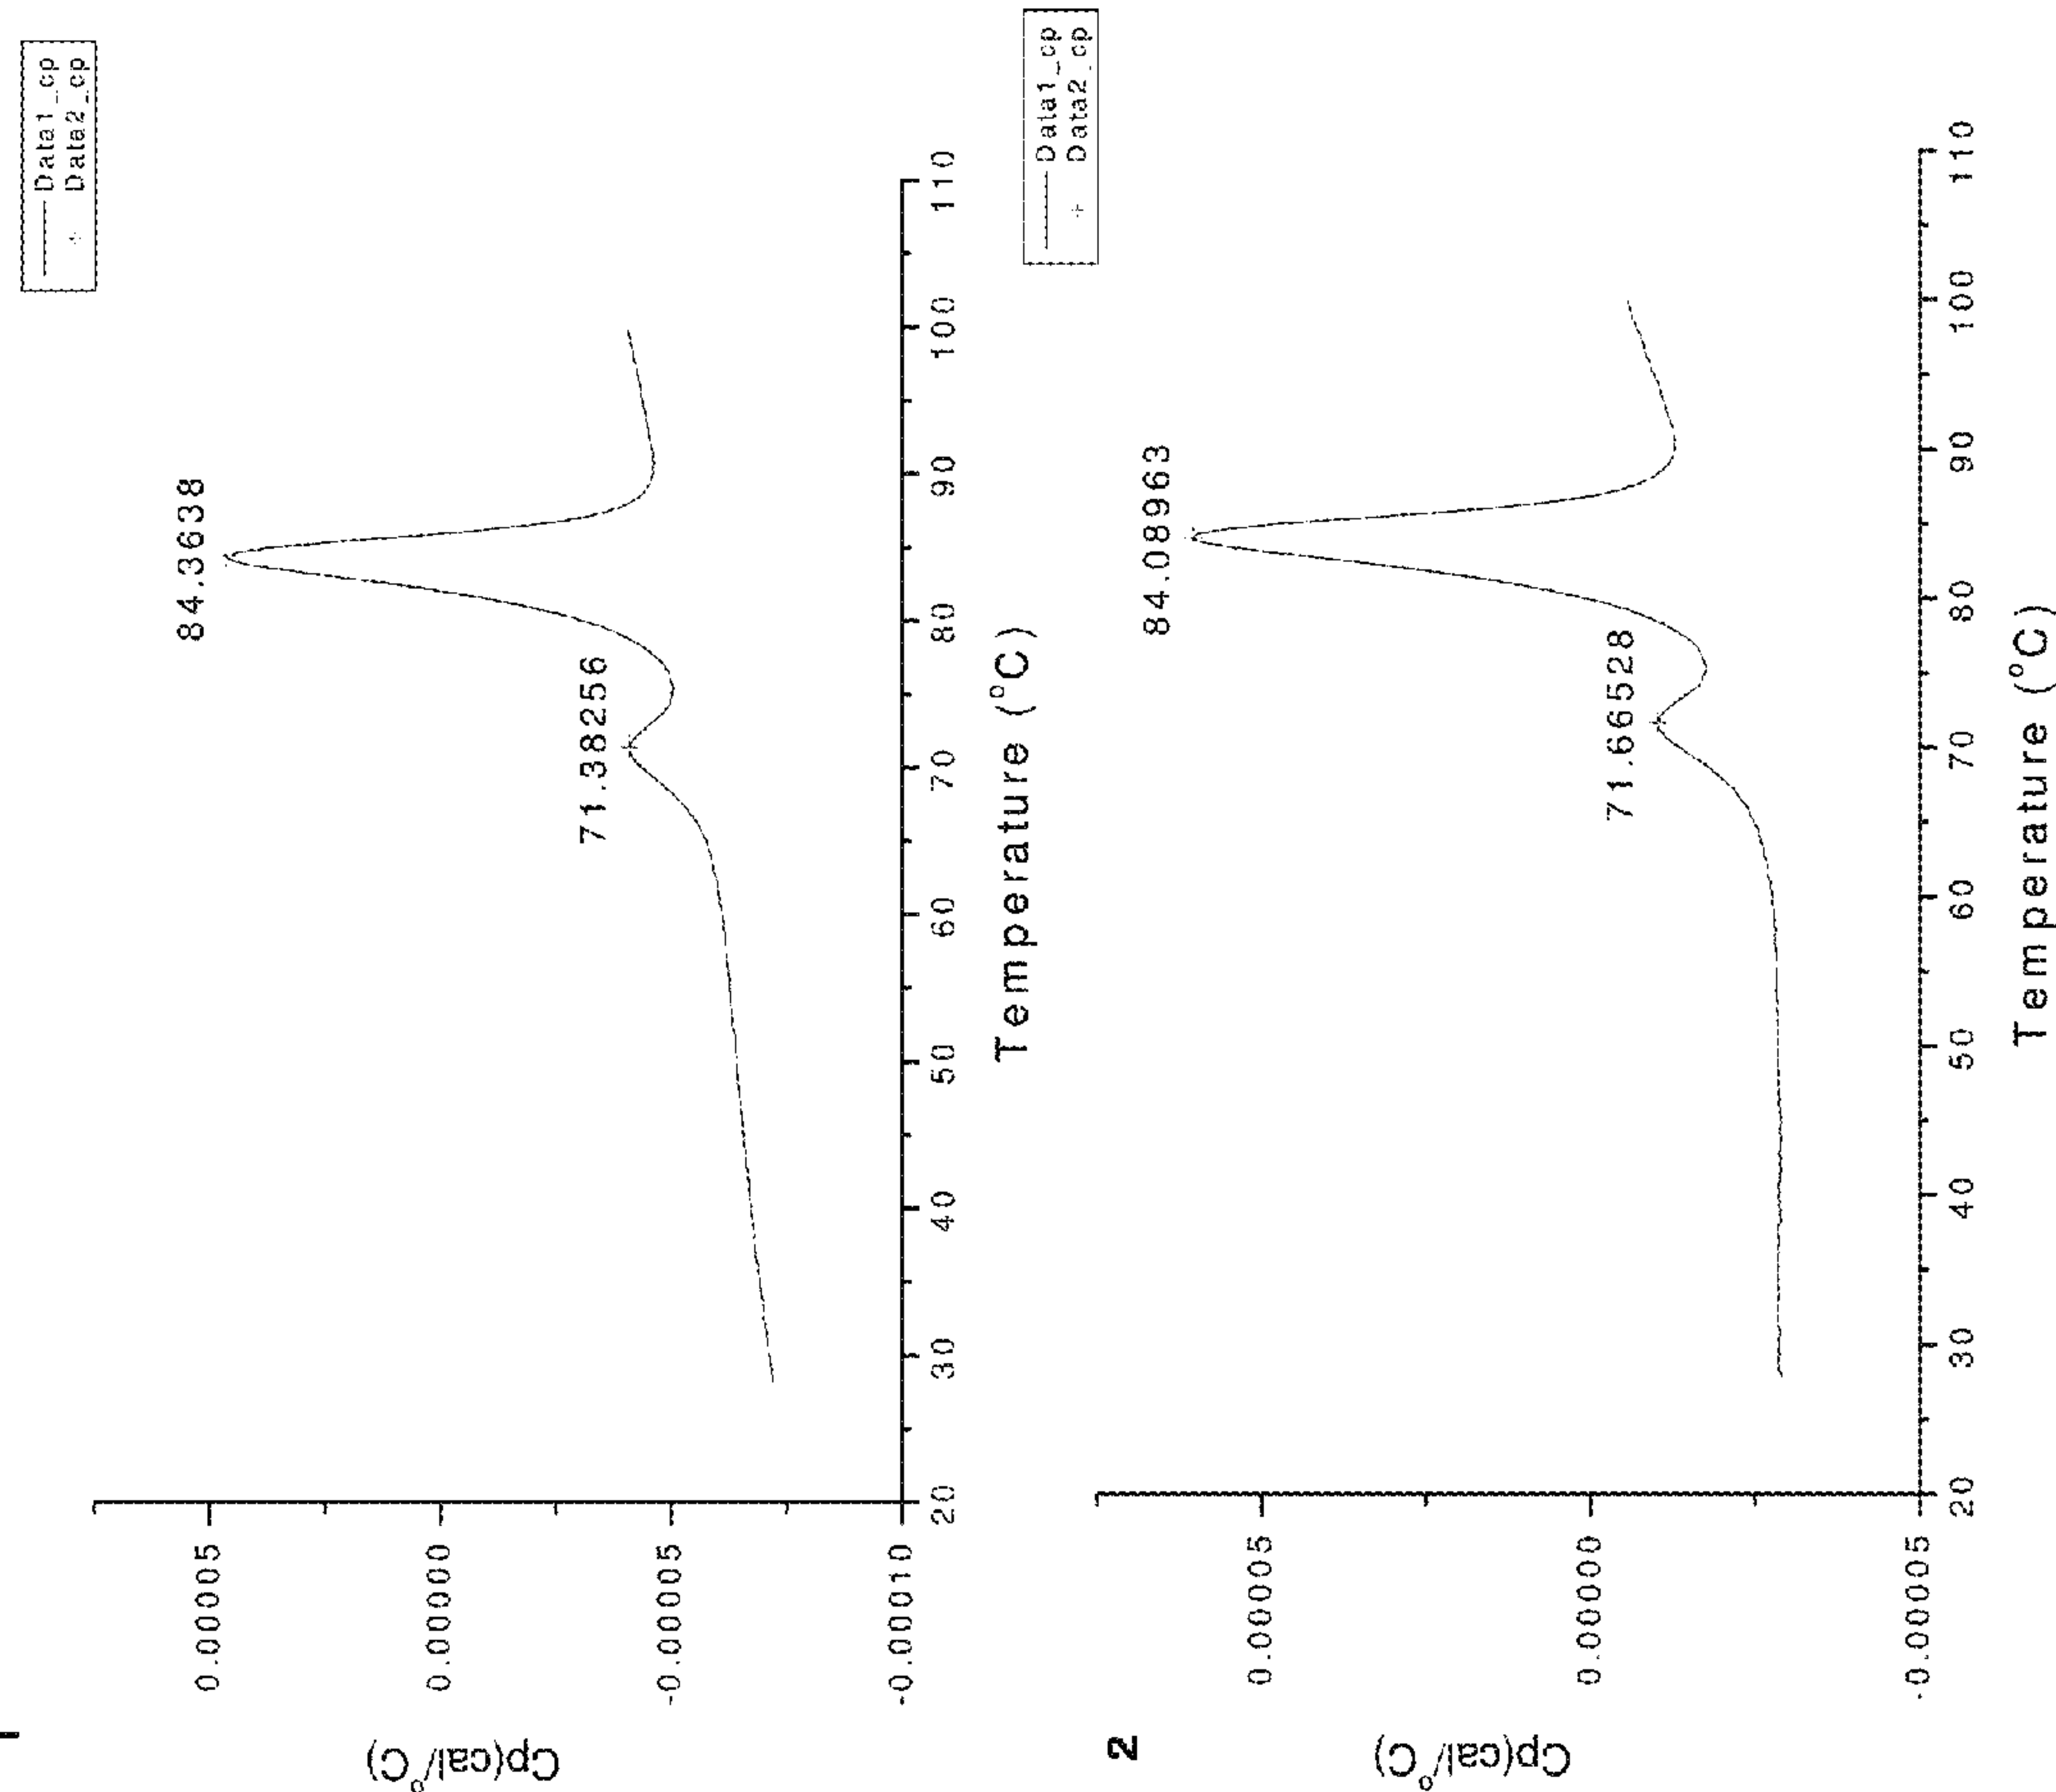 1
Data1_cp
Data2_cp
84.3638
71.38256
0.00005
0.00000
-0.00005
-0.00010
Cp(cal/°C)
20 30 40 50 60 70 80 90 100 110
Temperature (°C)
2
Data1_cp
Data2_cp
84.08963
71.66528
0.00005
0.00000
-0.00005
Cp(cal/°C)
20 30 40 50 60 70 80 90 100 110
Temperature (°C)